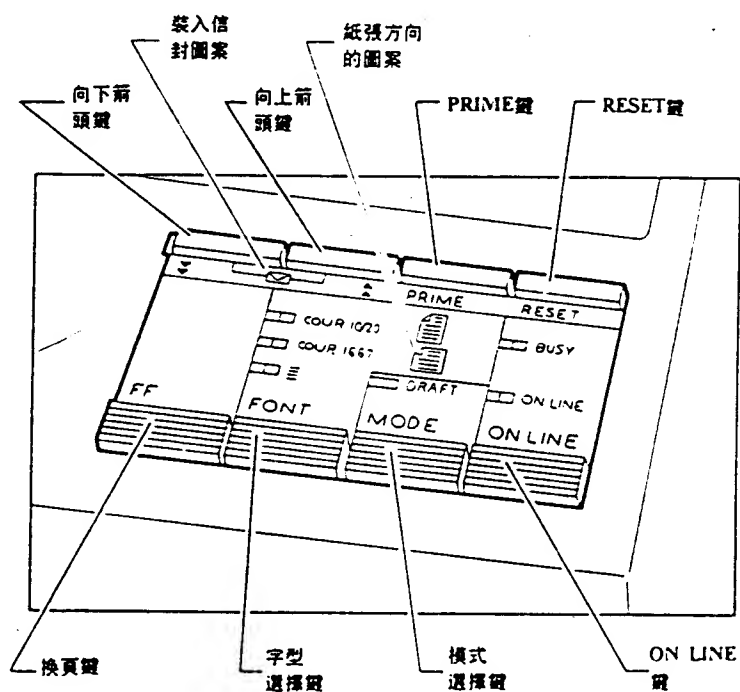 裝入信
封圖案
紙張方向
的圖案
向下箭
頭鍵
向上箭
頭鍵
PRIME鍵
RESET鍵
PRIME
RESET
COUR 10/20
BUSY
COUR 16.67
DRAFT
ON LINE
FF
FONT
MODE
ON LINE
換頁鍵
字型
選擇鍵
模式
選擇鍵
ON LINE
鍵